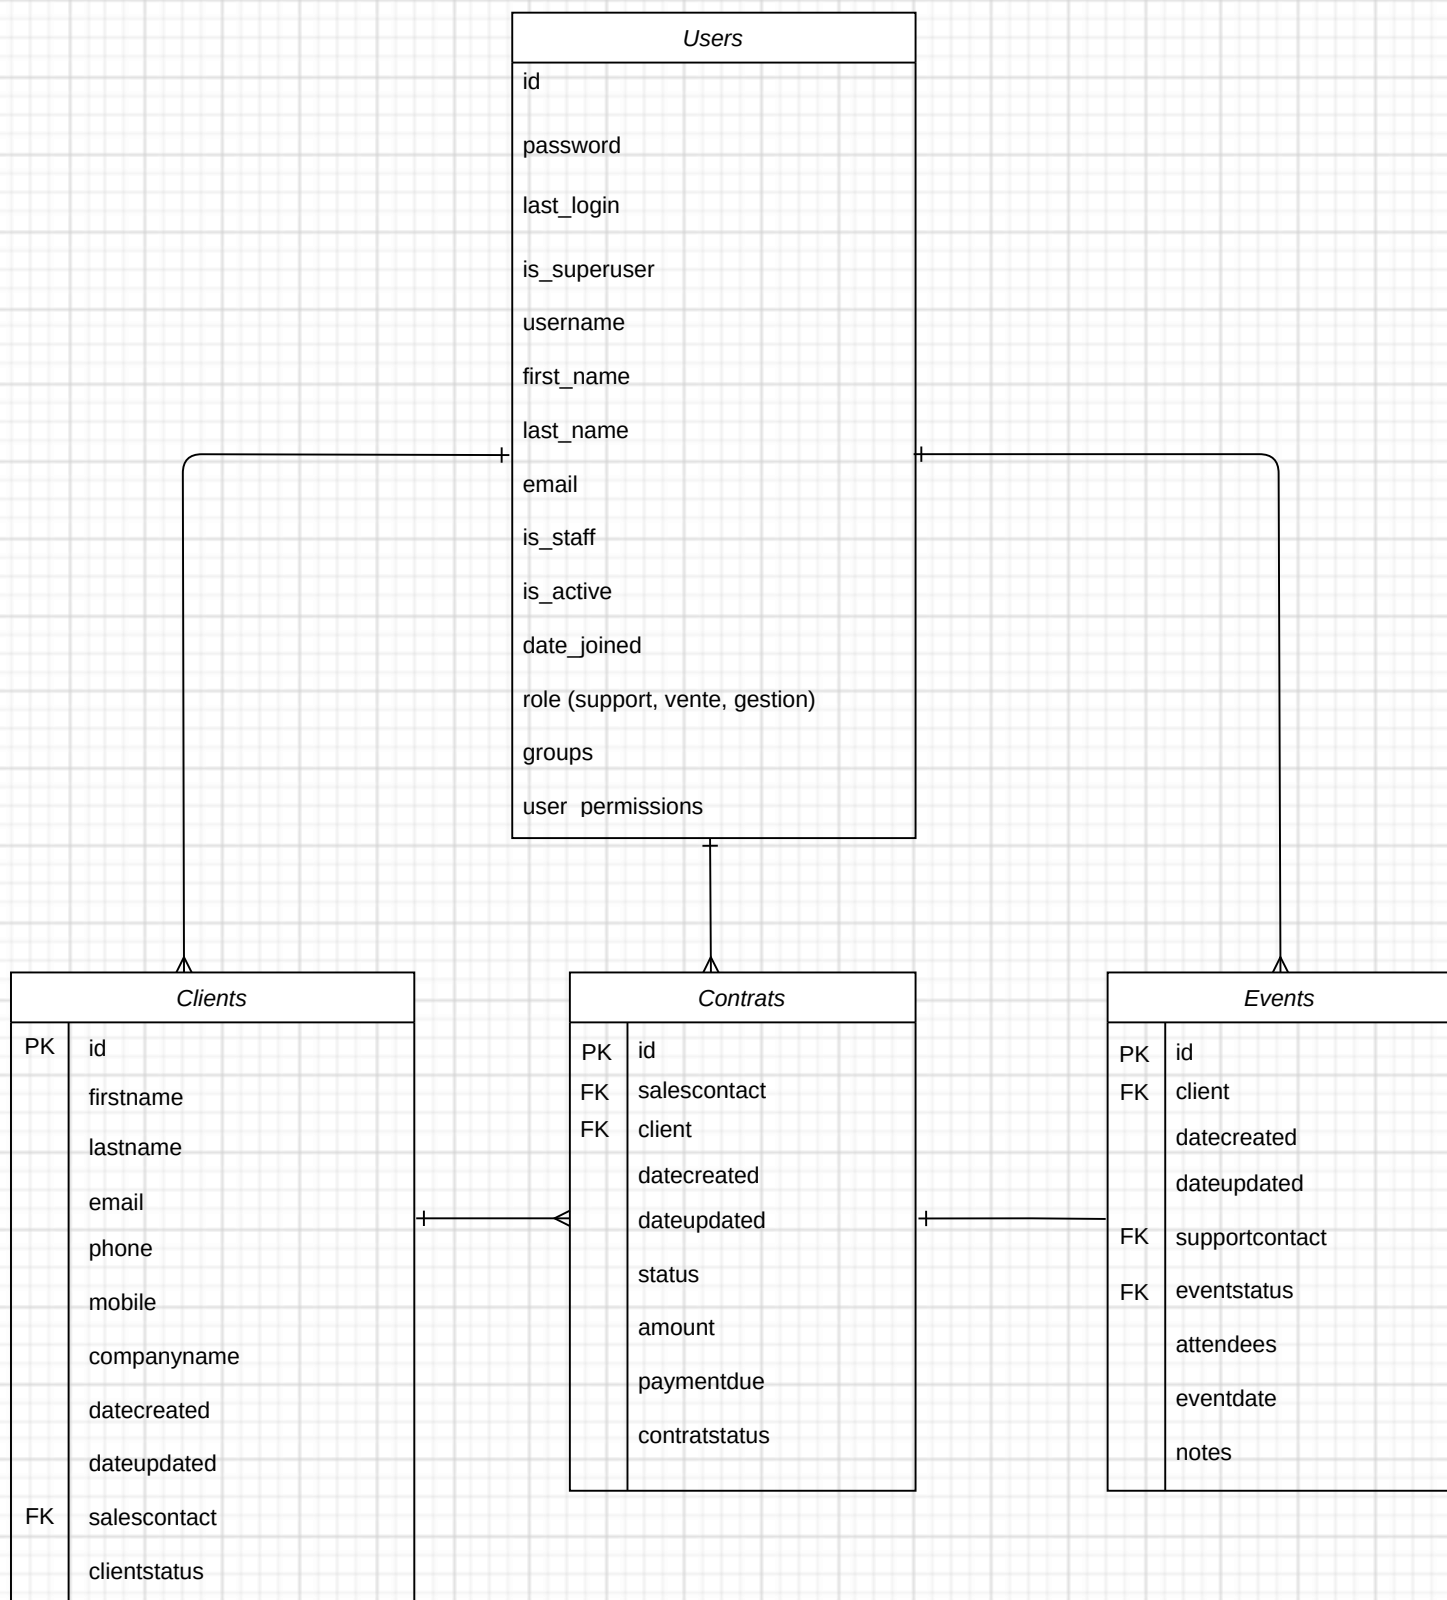 Users
id
password
last_login
is_superuser
username
first_name
last_name
email
is_staff
is_active
date_joined
role (support, vente, gestion)
groups
user_permissions
Clients
PK id
firstname
lastname
email
phone
mobile
companyname
datecreated
dateupdated
FK salescontact
clientstatus
Contrats
PK id
FK salescontact
FK client
datecreated
dateupdated
status
amount
paymentdue
contratstatus
Events
PK id
FK client
datecreated
dateupdated
FK supportcontact
FK eventstatus
attendees
eventdate
notes